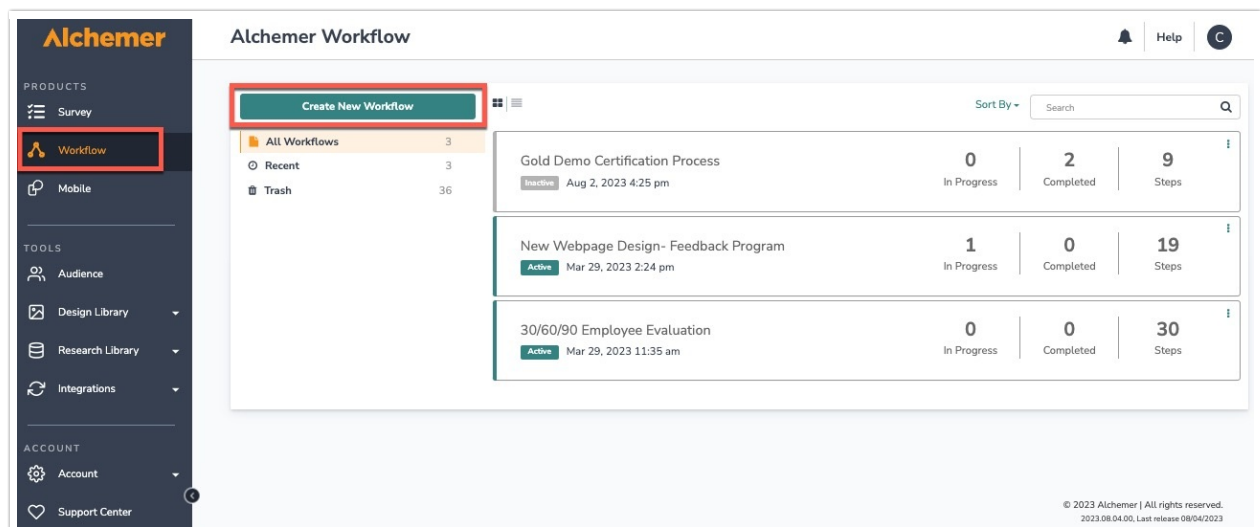 Alchemer
PRODUCTS
Survey
Workflow
Mobile
TOOLS
Audience
Design Library
Research Library
Integrations
ACCOUNT
Account
Support Center
Alchemer Workflow
Help
C
Create New Workflow
All Workflows 3
Recent 3
Trash 36
Sort By
Search
Gold Demo Certification Process
Inactive Aug 2, 2023 4:25 pm
0 2 9
In Progress Completed Steps
New Webpage Design- Feedback Program
Active Mar 29, 2023 2:24 pm
1 0 19
In Progress Completed Steps
30/60/90 Employee Evaluation
Active Mar 29, 2023 11:35 am
0 0 30
In Progress Completed Steps
© 2023 Alchemer | All rights reserved.
2023.08.04.00, Last release 08/04/2023